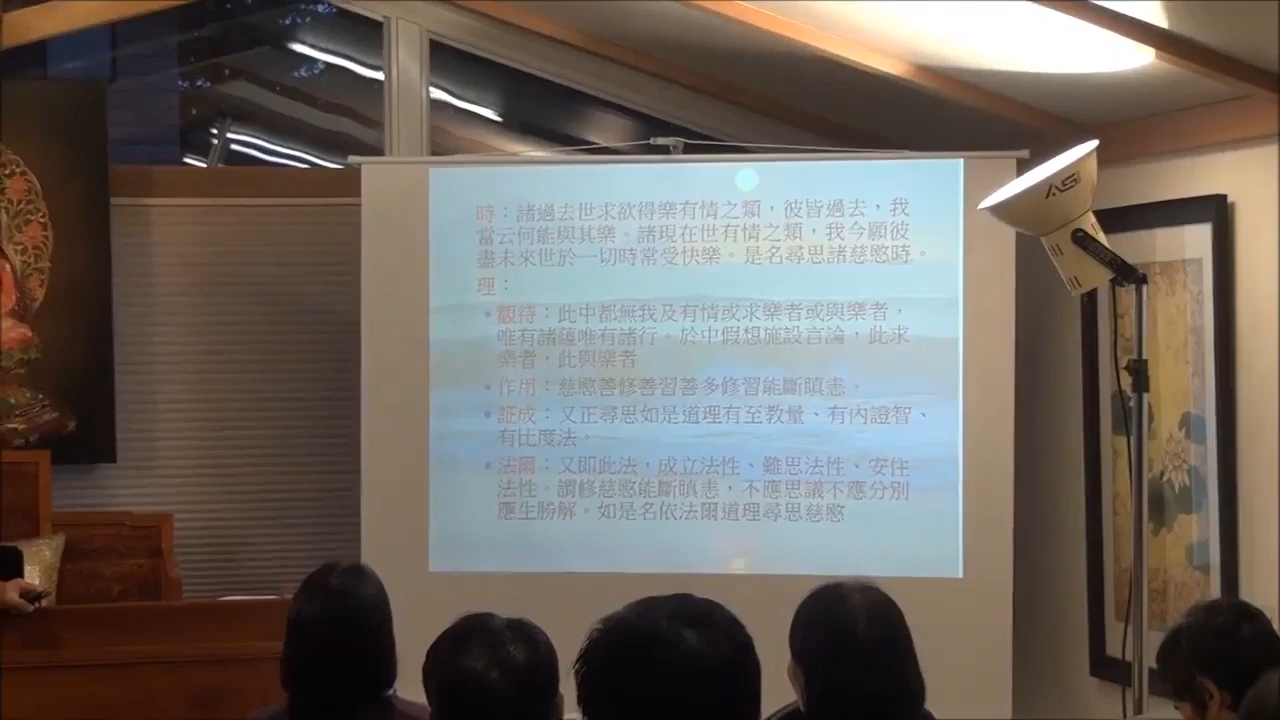 時：諸過去世求欲得樂有情之類，彼皆過去，我
當云何能與其樂。諸現在世有情之類，我今願彼
盡未來世於一切時常受快樂。是名尋思諸慈愍時。
理：
• 觀待：此中都無我及有情或求樂者或與樂者，
唯有諸蘊唯有諸行。於中假想施設言論，此求
樂者，此與樂者
• 作用：慈愍善修善習善多修習能斷瞋恚。
• 証成：又正尋思如是道理有至教量、有內證智、
有比度法。
• 法爾：又即此法，成立法性、難思法性、安住
法性。謂修慈愍能斷瞋恚，不應思議不應分別
應生勝解。如是名依法爾道理尋思慈愍
AS